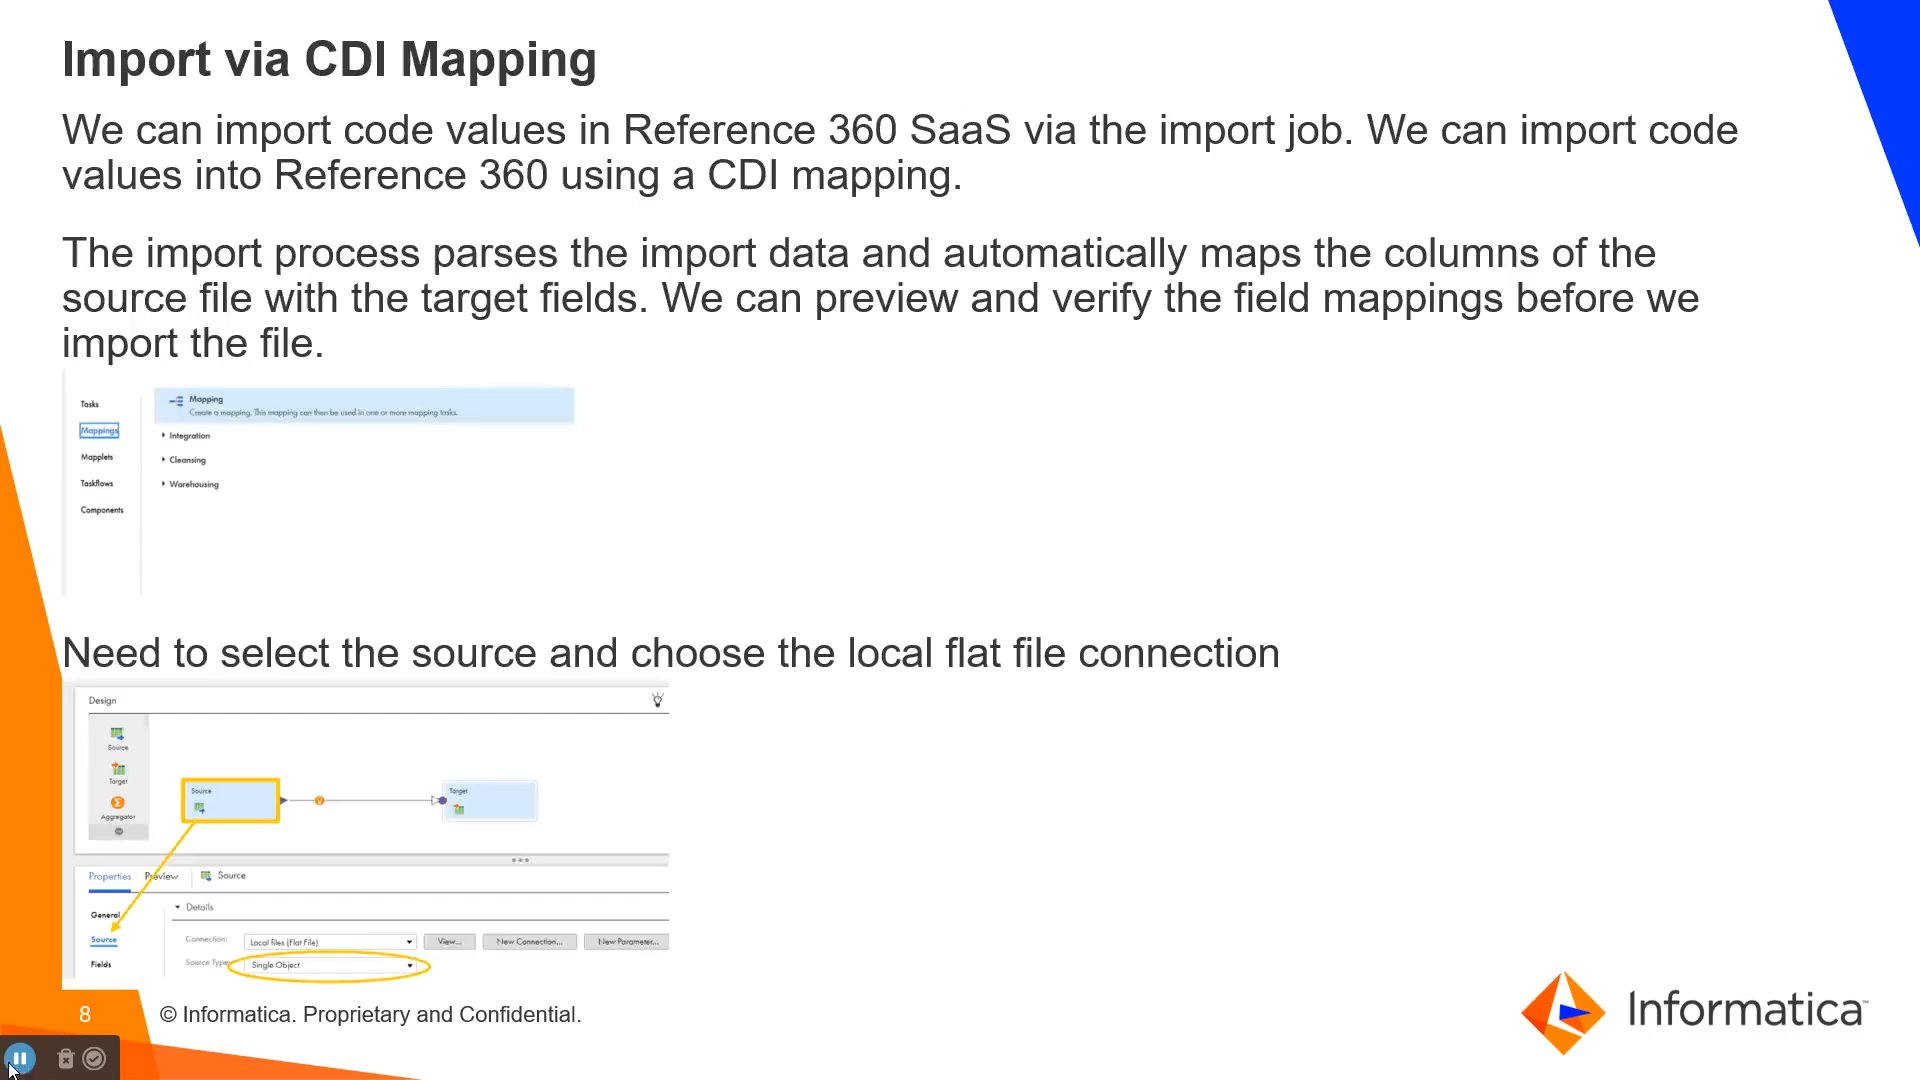 Import via CDI Mapping
We can import code values in Reference 360 SaaS via the import job. We can import code
values into Reference 360 using a CDI mapping.
The import process parses the import data and automatically maps the columns of the
source file with the target fields. We can preview and verify the field mappings before we
import the file.
Tasks
Mappings
Mapplets
Taskflows
Components
Mapping
Create a mapping. This mapping can then be used in one or more mapping tasks.
Integration
Cleansing
Warehousing
Need to select the source and choose the local flat file connection
Design
Source
Target
Aggregator
Source
Target
Properties Preview Source
General
Source
Fields
Details
Connection: Local files (Flat File) View... New Connection... New Parameter...
Source Type: Single Object
8 © Informatica. Proprietary and Confidential.
Informatica™